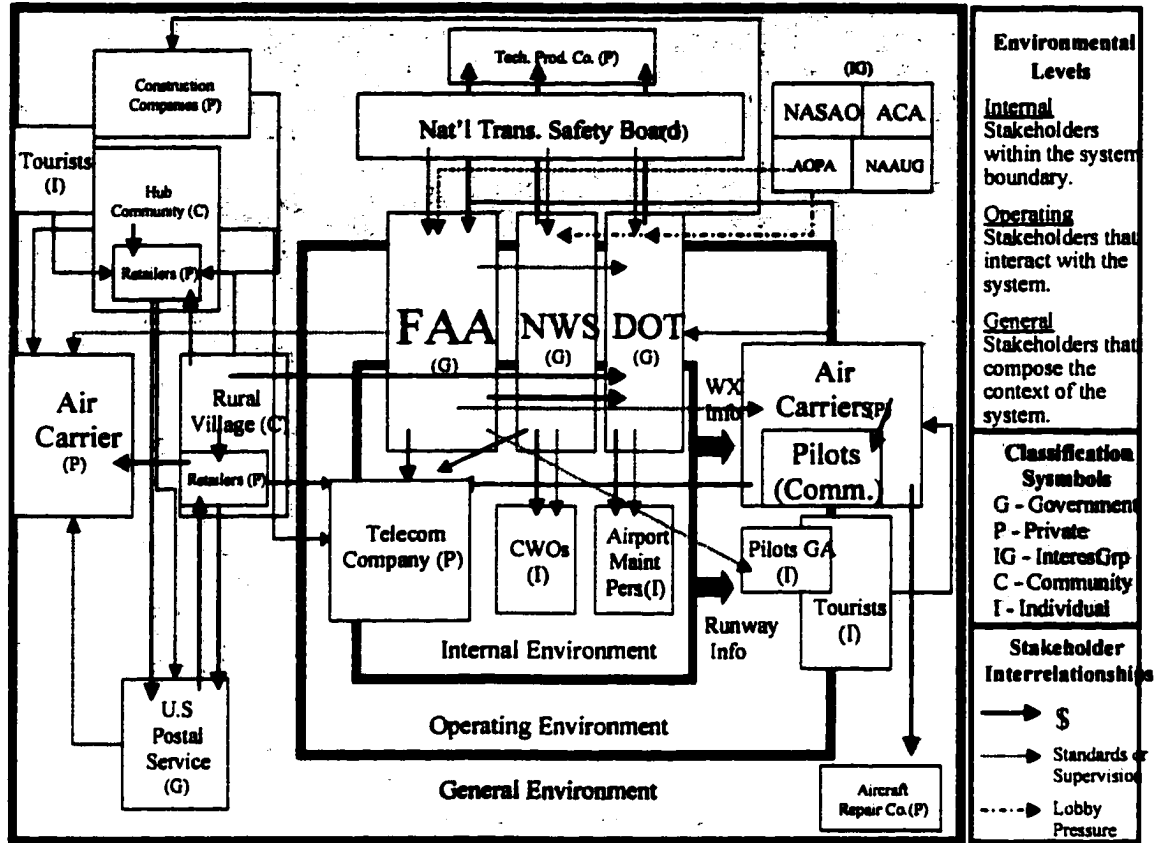 Construction
Companies (P)
Tourists
(I)
Hub
Community (C)
Retailers (P)
Air
Carrier
(P)
Rural
Village (C)
Retailers (P)
U.S
Postal
Service
(G)
Tech. Prod. Co. (P)
Nat'l Trans. Safety Board)
(IG)
NASAO
ACA
AOPA
NAAUG
FAA
(G)
NWS
(G)
DOT
(G)
WX
Info
Air
Carriers(P)
Pilots
(Comm.)
Telecom
Company (P)
CWOs
(I)
Airport
Maint
Pers(I)
Pilots GA
(I)
Tourists
(I)
Runway
Info
Internal Environment
Operating Environment
General Environment
Aircraft
Repair Co.(P)
Environmental
Levels
Internal
Stakeholders
within the system
boundary.
Operating
Stakeholders that
interact with the
system.
General
Stakeholders that
compose the
context of the
system.
Classification
Sysmbols
G - Government
P - Private
IG - InteresGrp
C - Community
I - Individual
Stakeholder
Interrelationships
$
Standards or
Supervision
Lobby
Pressure